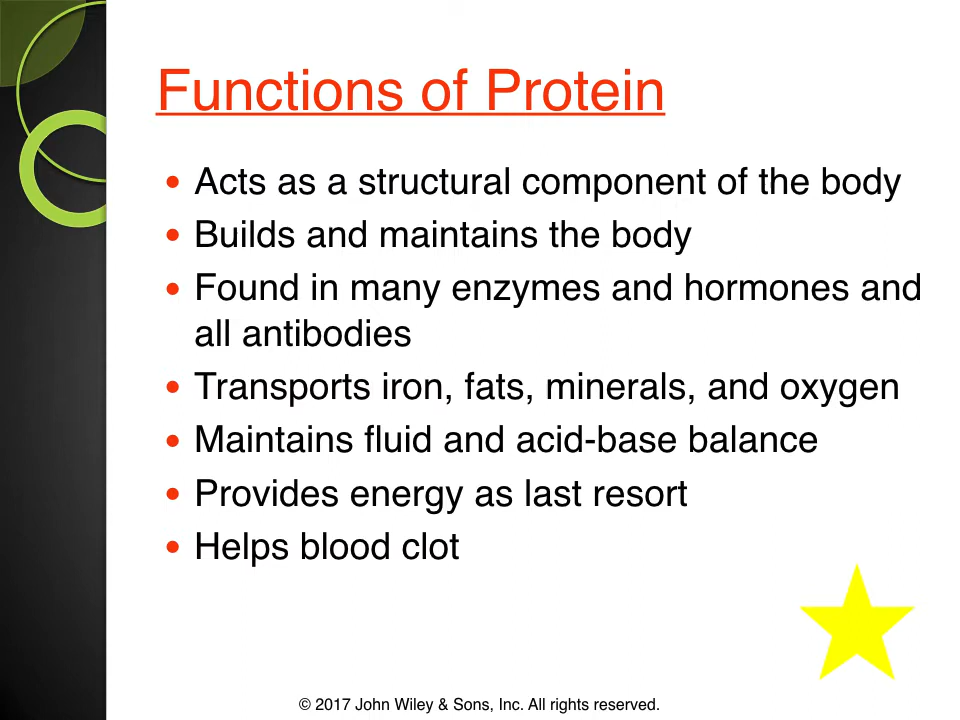 Functions of Protein
• Acts as a structural component of the body
• Builds and maintains the body
• Found in many enzymes and hormones and
all antibodies
• Transports iron, fats, minerals, and oxygen
• Maintains fluid and acid-base balance
• Provides energy as last resort
• Helps blood clot
© 2017 John Wiley & Sons, Inc. All rights reserved.